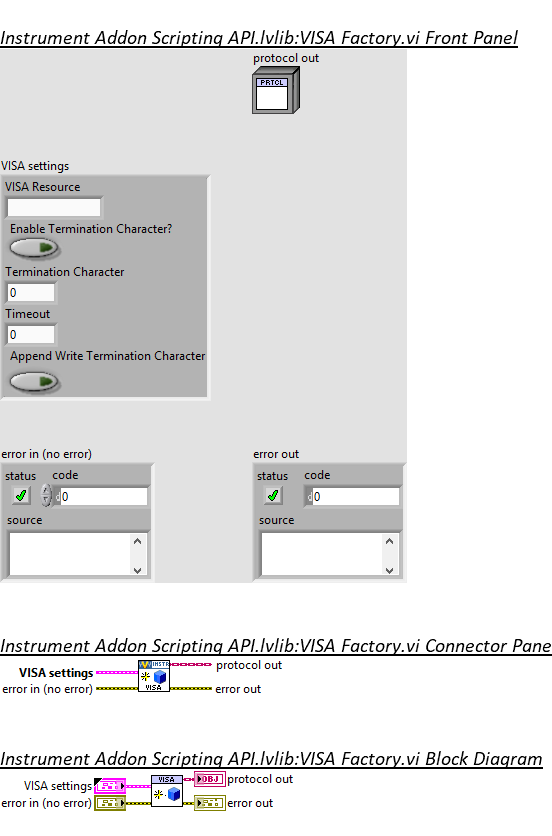 Instrument Addon Scripting API.lvlib:VISA Factory.vi Front Panel
protocol out
PRTCL
VISA settings
VISA Resource
Enable Termination Character?
Termination Character
0
Timeout
0
Append Write Termination Character
error in (no error)
error out
status code
status code
d0
d0
source
source
Instrument Addon Scripting API.lvlib:VISA Factory.vi Connector Pane
INSTR
protocol out
VISA settings
error in (no error)
VISA
error out
Instrument Addon Scripting API.lvlib:VISA Factory.vi Block Diagram
VISA settings
VISA
OBJ
protocol out
error in (no error)
error out